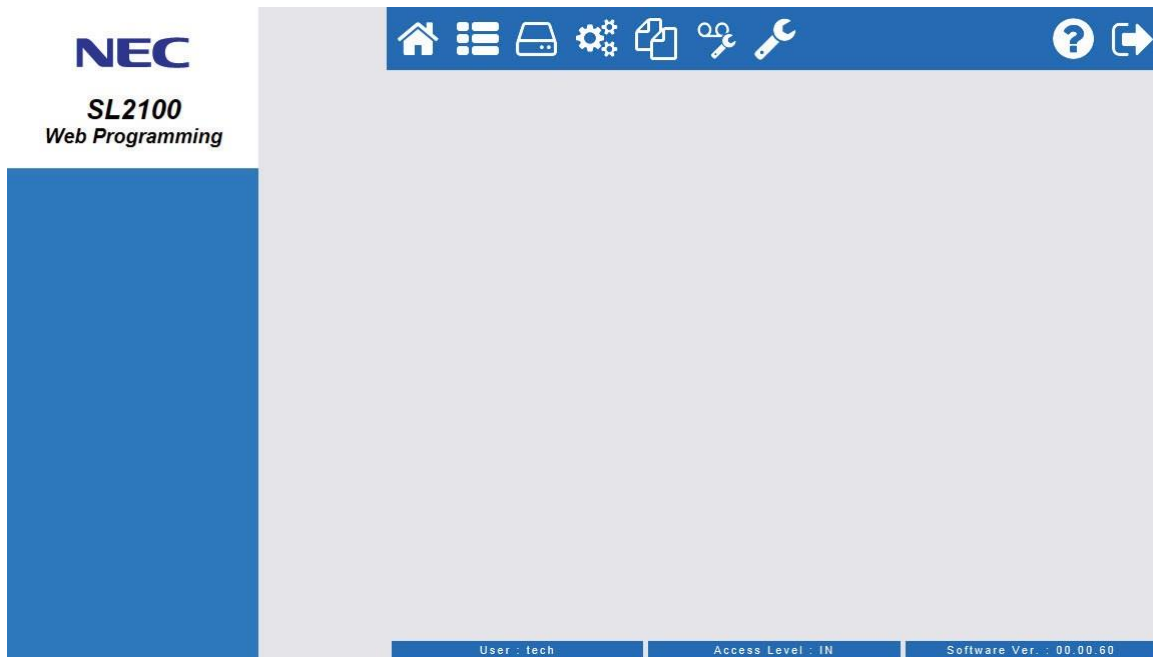 NEC
SL2100
Web Programming
User : tech
Access Level : IN
Software Ver. : 00.00.60